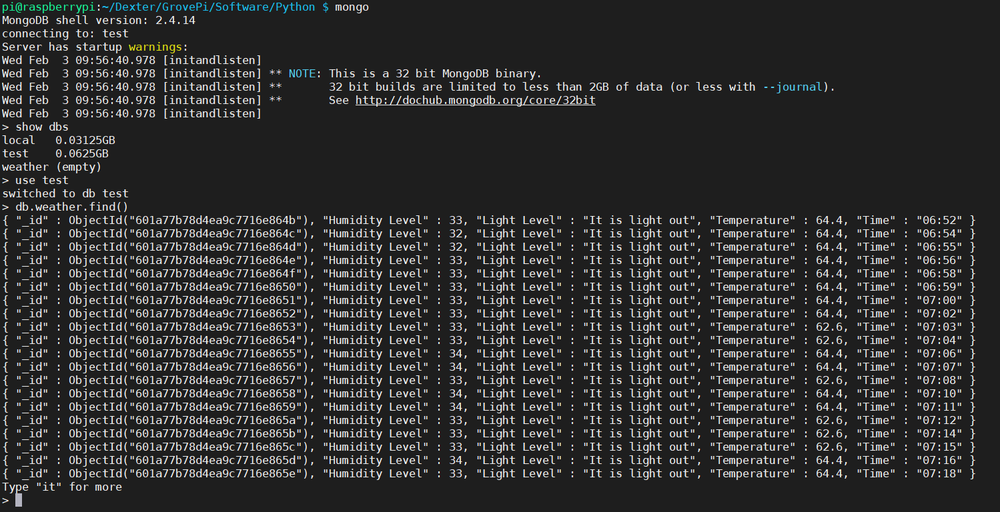 pi@raspberrypi:~/Dexter/GrovePi/Software/Python $ mongo
MongoDB shell version: 2.4.14
connecting to: test
Server has startup warnings:
Wed Feb  3 09:56:40.978 [initandlisten]
Wed Feb  3 09:56:40.978 [initandlisten] ** NOTE: This is a 32 bit MongoDB binary.
Wed Feb  3 09:56:40.978 [initandlisten] **       32 bit builds are limited to less than 2GB of data (or less with --journal).
Wed Feb  3 09:56:40.978 [initandlisten] **       See http://dochub.mongodb.org/core/32bit
Wed Feb  3 09:56:40.978 [initandlisten]
> show dbs
local   0.03125GB
test    0.0625GB
weather (empty)
> use test
switched to db test
> db.weather.find()
{ "_id" : ObjectId("601a77b78d4ea9c7716e864b"), "Humidity Level" : 33, "Light Level" : "It is light out", "Temperature" : 64.4, "Time" : "06:52" }
{ "_id" : ObjectId("601a77b78d4ea9c7716e864c"), "Humidity Level" : 32, "Light Level" : "It is light out", "Temperature" : 64.4, "Time" : "06:54" }
{ "_id" : ObjectId("601a77b78d4ea9c7716e864d"), "Humidity Level" : 32, "Light Level" : "It is light out", "Temperature" : 64.4, "Time" : "06:55" }
{ "_id" : ObjectId("601a77b78d4ea9c7716e864e"), "Humidity Level" : 33, "Light Level" : "It is light out", "Temperature" : 64.4, "Time" : "06:56" }
{ "_id" : ObjectId("601a77b78d4ea9c7716e864f"), "Humidity Level" : 33, "Light Level" : "It is light out", "Temperature" : 64.4, "Time" : "06:58" }
{ "_id" : ObjectId("601a77b78d4ea9c7716e8650"), "Humidity Level" : 33, "Light Level" : "It is light out", "Temperature" : 64.4, "Time" : "06:59" }
{ "_id" : ObjectId("601a77b78d4ea9c7716e8651"), "Humidity Level" : 33, "Light Level" : "It is light out", "Temperature" : 64.4, "Time" : "07:00" }
{ "_id" : ObjectId("601a77b78d4ea9c7716e8652"), "Humidity Level" : 33, "Light Level" : "It is light out", "Temperature" : 64.4, "Time" : "07:02" }
{ "_id" : ObjectId("601a77b78d4ea9c7716e8653"), "Humidity Level" : 33, "Light Level" : "It is light out", "Temperature" : 62.6, "Time" : "07:03" }
{ "_id" : ObjectId("601a77b78d4ea9c7716e8654"), "Humidity Level" : 33, "Light Level" : "It is light out", "Temperature" : 62.6, "Time" : "07:04" }
{ "_id" : ObjectId("601a77b78d4ea9c7716e8655"), "Humidity Level" : 34, "Light Level" : "It is light out", "Temperature" : 64.4, "Time" : "07:06" }
{ "_id" : ObjectId("601a77b78d4ea9c7716e8656"), "Humidity Level" : 34, "Light Level" : "It is light out", "Temperature" : 64.4, "Time" : "07:07" }
{ "_id" : ObjectId("601a77b78d4ea9c7716e8657"), "Humidity Level" : 33, "Light Level" : "It is light out", "Temperature" : 62.6, "Time" : "07:08" }
{ "_id" : ObjectId("601a77b78d4ea9c7716e8658"), "Humidity Level" : 34, "Light Level" : "It is light out", "Temperature" : 64.4, "Time" : "07:10" }
{ "_id" : ObjectId("601a77b78d4ea9c7716e8659"), "Humidity Level" : 34, "Light Level" : "It is light out", "Temperature" : 64.4, "Time" : "07:11" }
{ "_id" : ObjectId("601a77b78d4ea9c7716e865a"), "Humidity Level" : 33, "Light Level" : "It is light out", "Temperature" : 62.6, "Time" : "07:12" }
{ "_id" : ObjectId("601a77b78d4ea9c7716e865b"), "Humidity Level" : 33, "Light Level" : "It is light out", "Temperature" : 62.6, "Time" : "07:14" }
{ "_id" : ObjectId("601a77b78d4ea9c7716e865c"), "Humidity Level" : 33, "Light Level" : "It is light out", "Temperature" : 62.6, "Time" : "07:15" }
{ "_id" : ObjectId("601a77b78d4ea9c7716e865d"), "Humidity Level" : 34, "Light Level" : "It is light out", "Temperature" : 64.4, "Time" : "07:16" }
{ "_id" : ObjectId("601a77b78d4ea9c7716e865e"), "Humidity Level" : 33, "Light Level" : "It is light out", "Temperature" : 64.4, "Time" : "07:18" }
Type "it" for more
>